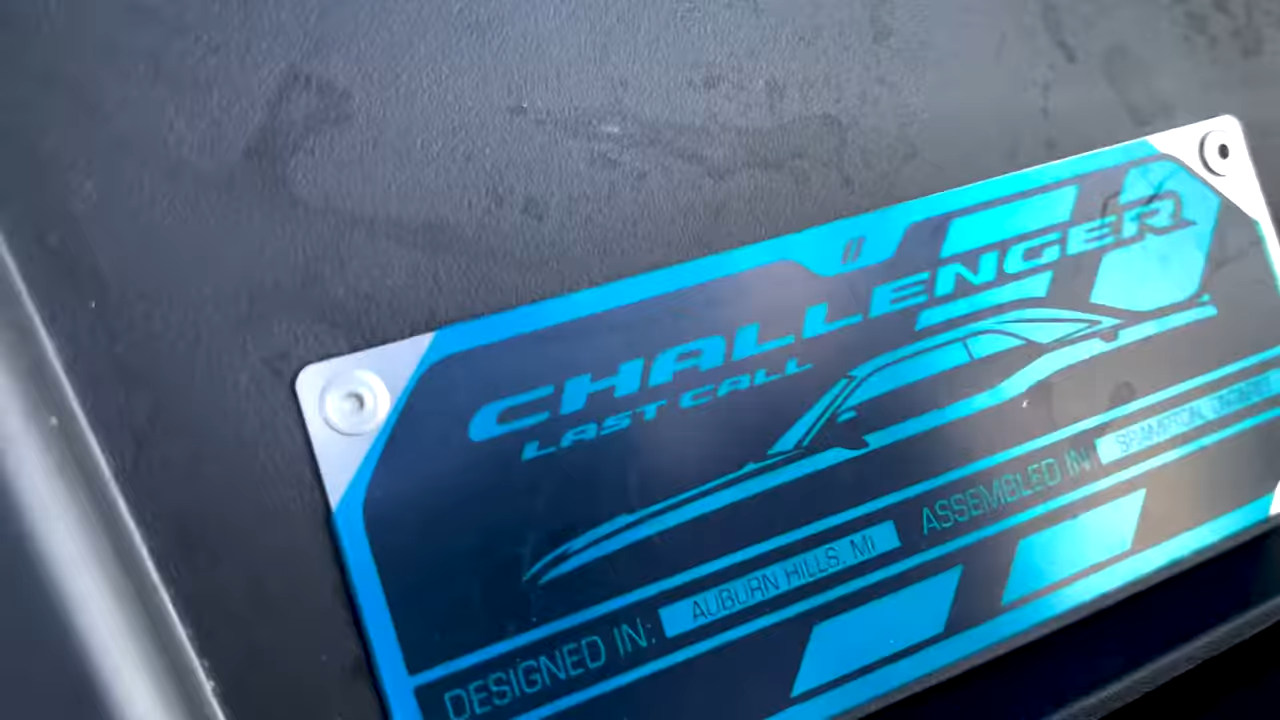 CHALLENGER
LAST CALL
DESIGNED IN: AUBURN HILLS, MI ASSEMBLED IN: